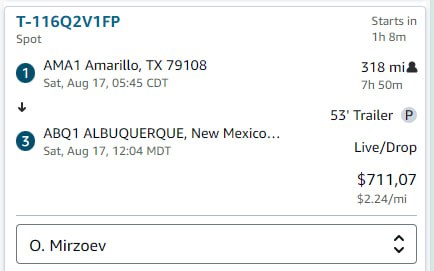 T-116Q2V1FP
Starts in
Spot
1h 8m
1 AMA1 Amarillo, TX 79108
318 mi
Sat, Aug 17, 05:45 CDT
7h 50m
53' Trailer P
3 ABQ1 ALBUQUERQUE, New Mexico...
Sat, Aug 17, 12:04 MDT
Live/Drop
$711,07
$2.24/mi
O. Mirzoev